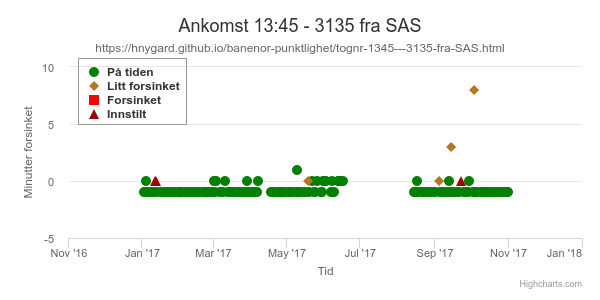 Ankomst 13:45 - 3135 fra SAS
https://hnygard.github.io/banenor-punktlighet/tognr-1345---3135-fra-SAS.html
På tiden
Litt forsinket
Forsinket
Innstilt
Minutter forsinket
10
5
0
-5
Nov '16
Jan '17
Mar '17
May '17
Jul '17
Sep '17
Nov '17
Jan '18
Tid
Highcharts.com